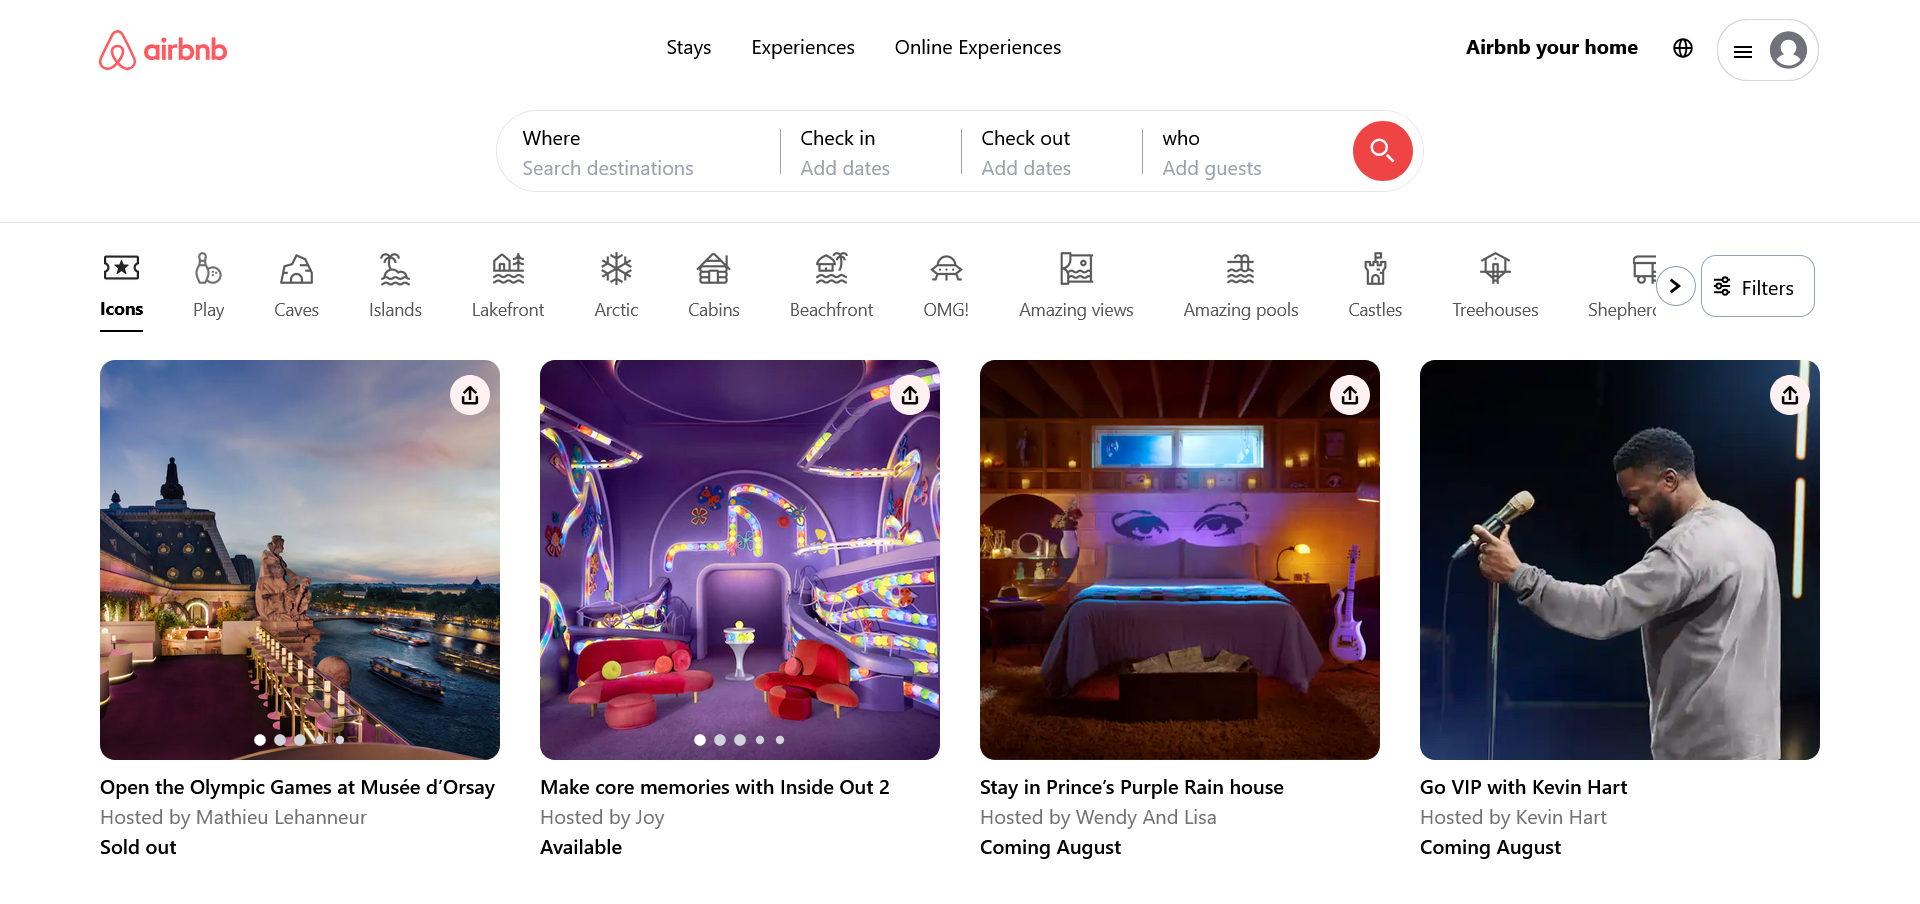 airbnb
Stays Experiences Online Experiences
Airbnb your home
Where Check in Check out who
Search destinations Add dates Add dates Add guests
Icons Play Caves Islands Lakefront Arctic Cabins Beachfront OMG! Amazing views Amazing pools Castles Treehouses Shepherd
Filters
Open the Olympic Games at Musée d’Orsay
Hosted by Mathieu Lehanneur
Sold out
Make core memories with Inside Out 2
Hosted by Joy
Available
Stay in Prince’s Purple Rain house
Hosted by Wendy And Lisa
Coming August
Go VIP with Kevin Hart
Hosted by Kevin Hart
Coming August